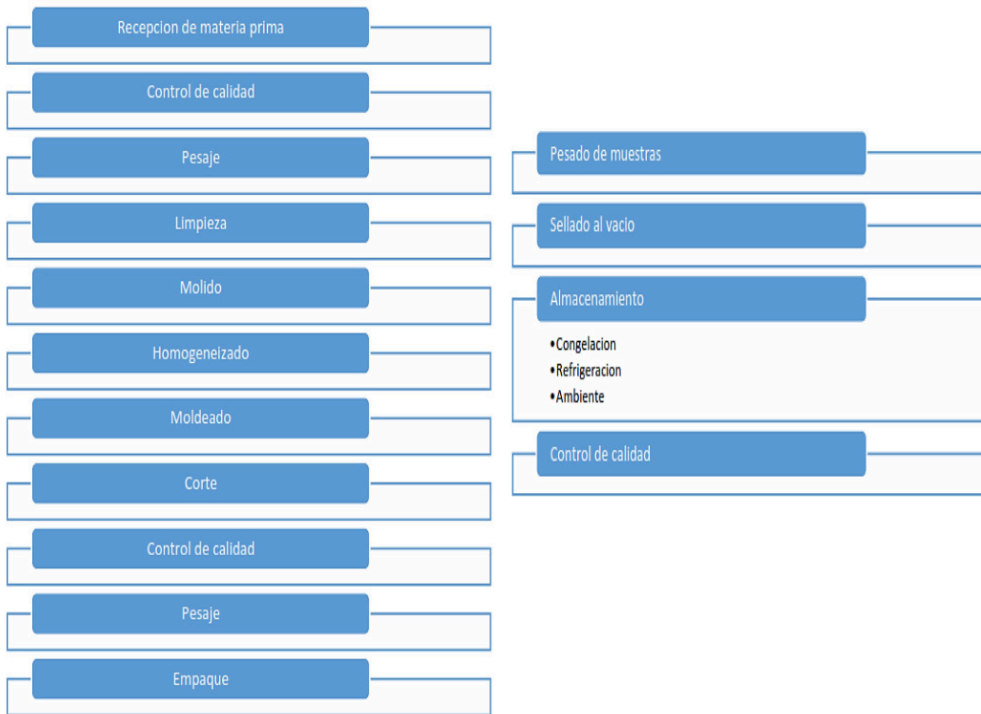 Recepcion de materia prima
Control de calidad
Pesaje
Limpieza
Molido
Homogeneizado
Moldeado
Corte
Control de calidad
Pesaje
Empaque
Pesado de muestras
Sellado al vacio
Almacenamiento
•Congelacion
•Refrigeracion
•Ambiente
Control de calidad